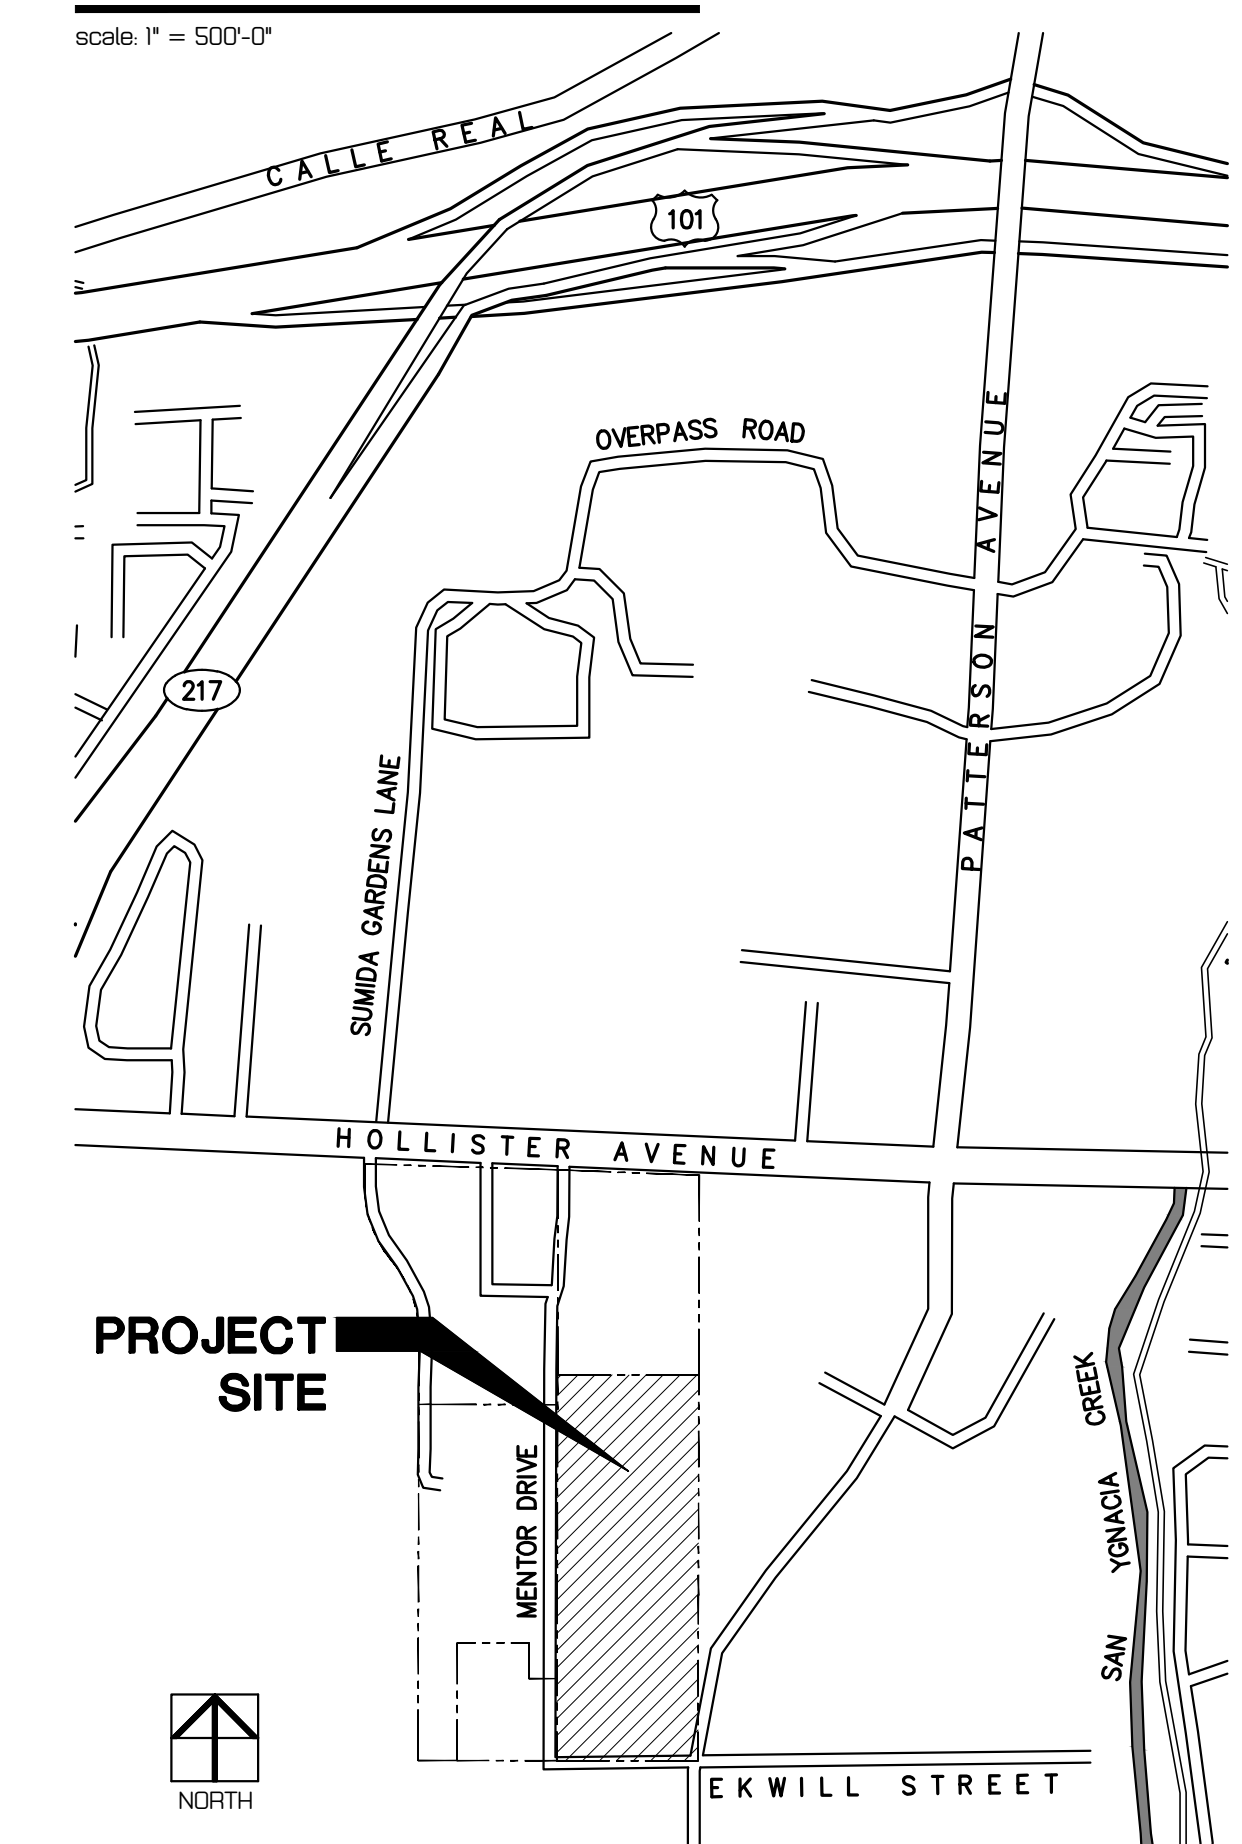 scale: 1" = 500'-0"
CALLE REAL
101
OVERPASS ROAD
PATTERSON AVENUE
217
SUMIDA GARDENS LANE
HOLLISTER AVENUE
PROJECT
SITE
MENTOR DRIVE
SAN YGNACIA CREEK
EKWILL STREET
NORTH